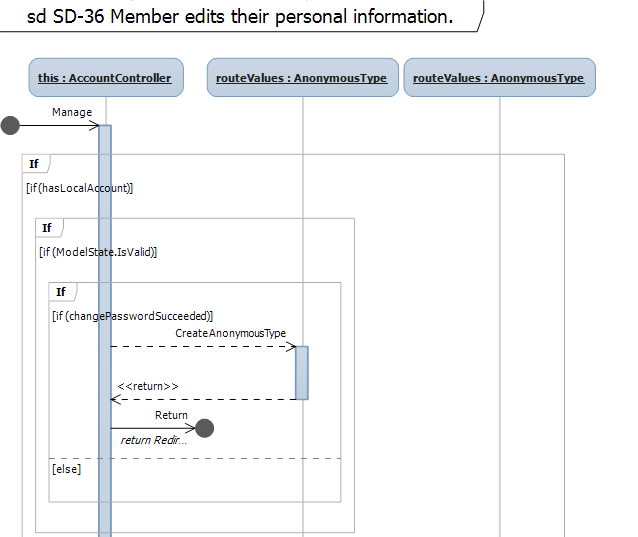 sd SD-36 Member edits their personal information.
this : AccountController
routeValues : AnonymousType
routeValues : AnonymousType
Manage
If
[if(hasLocalAccount)]
If
[if(ModelState.IsValid)]
If
[if(changePasswordSucceeded)]
CreateAnonymousType
<<return>>
Return
return Redir...
[else]